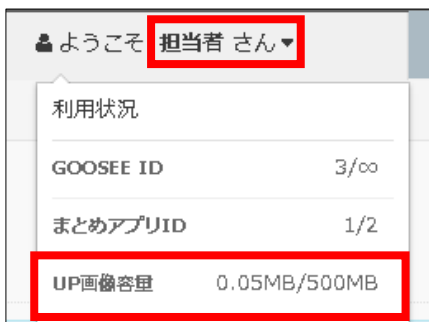 ようこそ 担当者 さん▼
利用状況
GOOSEE ID 3/∞
まとめアプリID 1/2
UP画像容量 0.05MB/500MB